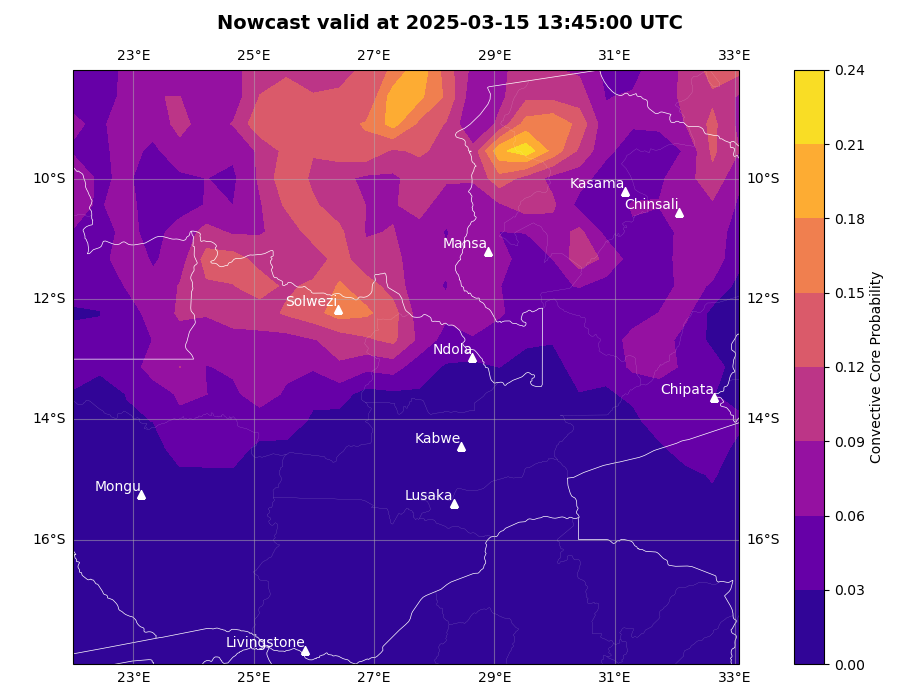 Nowcast valid at 2025-03-15 13:45:00 UTC
23°E 25°E 27°E 29°E 31°E 33°E
0.24
0.21
10°S 10°S
Kasama
Chinsali
0.18
Mansa
12°S 12°S
Solwezi
0.15
Ndola
0.12
Chipata
14°S 14°S
Kabwe
0.09
Mongu
Lusaka
0.06
16°S 16°S
0.03
Livingstone
0.00
23°E 25°E 27°E 29°E 31°E 33°E
Convective Core Probability